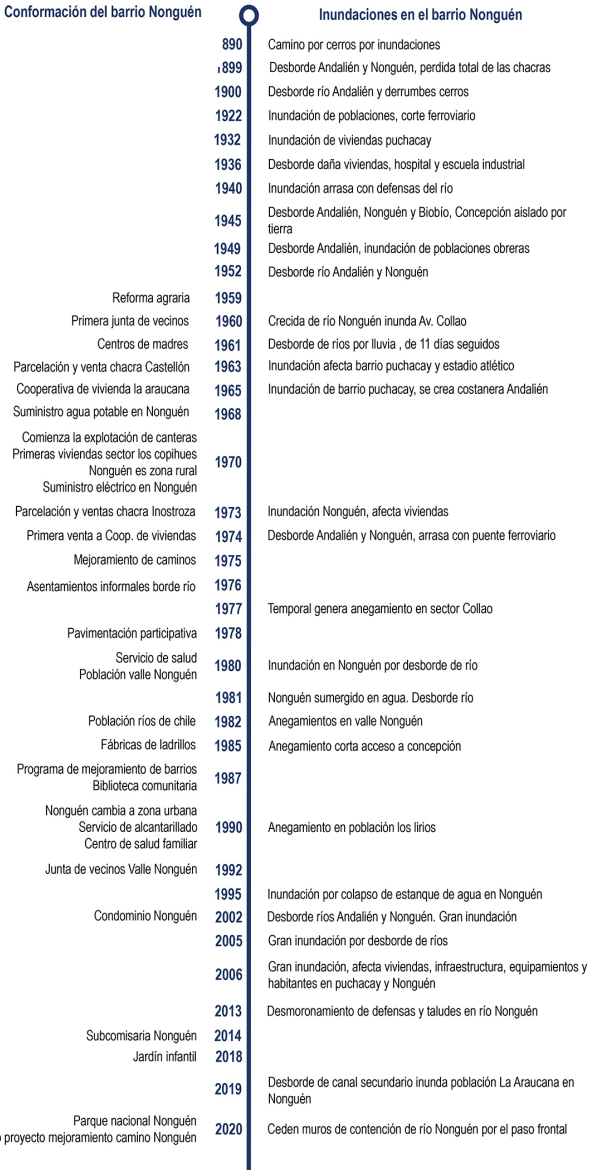 Conformación del barrio Nonguén
Inundaciones en el barrio Nonguén
890 Camino por cerros por inundaciones
1899 Desborde Andalién y Nonguén, perdida total de las chacras
1900 Desborde río Andalién y derrumbes cerros
1922 Inundación de poblaciones, corte ferroviario
1932 Inundación de viviendas puchacay
1936 Desborde daña viviendas, hospital y escuela industrial
1940 Inundación arrasa con defensas del río
1945 Desborde Andalién, Nonguén y Biobío, Concepción aislado por
tierra
1949 Desborde Andalién, inundación de poblaciones obreras
1952 Desborde río Andalién y Nonguén
Reforma agraria 1959
Primera junta de vecinos 1960 Crecida de río Nonguén inunda Av. Collao
Centros de madres 1961 Desborde de ríos por lluvia , de 11 días seguidos
Parcelación y venta chacra Castellón 1963 Inundación afecta barrio puchacay y estadio atlético
Cooperativa de vivienda la araucana 1965 Inundación de barrio puchacay, se crea costanera Andalién
Suministro agua potable en Nonguén 1968
Comienza la explotación de canteras
Primeras viviendas sector los copihues
Nonguén es zona rural
Suministro eléctrico en Nonguén
1970
Parcelación y ventas chacra Inostroza 1973 Inundación Nonguén, afecta viviendas
Primera venta a Coop. de viviendas 1974 Desborde Andalién y Nonguén, arrasa con puente ferroviario
Mejoramiento de caminos 1975
Asentamientos informales borde río 1976
1977 Temporal genera anegamiento en sector Collao
Pavimentación participativa 1978
Servicio de salud
Población valle Nonguén
1980 Inundación en Nonguén por desborde de río
1981 Nonguén sumergido en agua. Desborde río
Población ríos de chile 1982 Anegamientos en valle Nonguén
Fábricas de ladrillos 1985 Anegamiento corta acceso a concepción
Programa de mejoramiento de barrios
Biblioteca comunitaria
1987
Nonguén cambia a zona urbana
Servicio de alcantarillado
Centro de salud familiar
1990 Anegamiento en población los lirios
Junta de vecinos Valle Nonguén 1992
1995 Inundación por colapso de estanque de agua en Nonguén
Condominio Nonguén 2002 Desborde ríos Andalién y Nonguén. Gran inundación
2005 Gran inundación por desborde de ríos
2006 Gran inundación, afecta viviendas, infraestructura, equipamientos y
habitantes en puchacay y Nonguén
2013 Desmoronamiento de defensas y taludes en río Nonguén
Subcomisaria Nonguén 2014
Jardín infantil 2018
2019 Desborde de canal secundario inunda población La Araucana en
Nonguén
Parque nacional Nonguén
proyecto mejoramiento camino Nonguén
2020 Ceden muros de contención de río Nonguén por el paso frontal